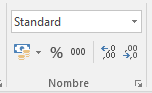 Standard
% 000 ,0 ,00
,00 ,0
Nombre